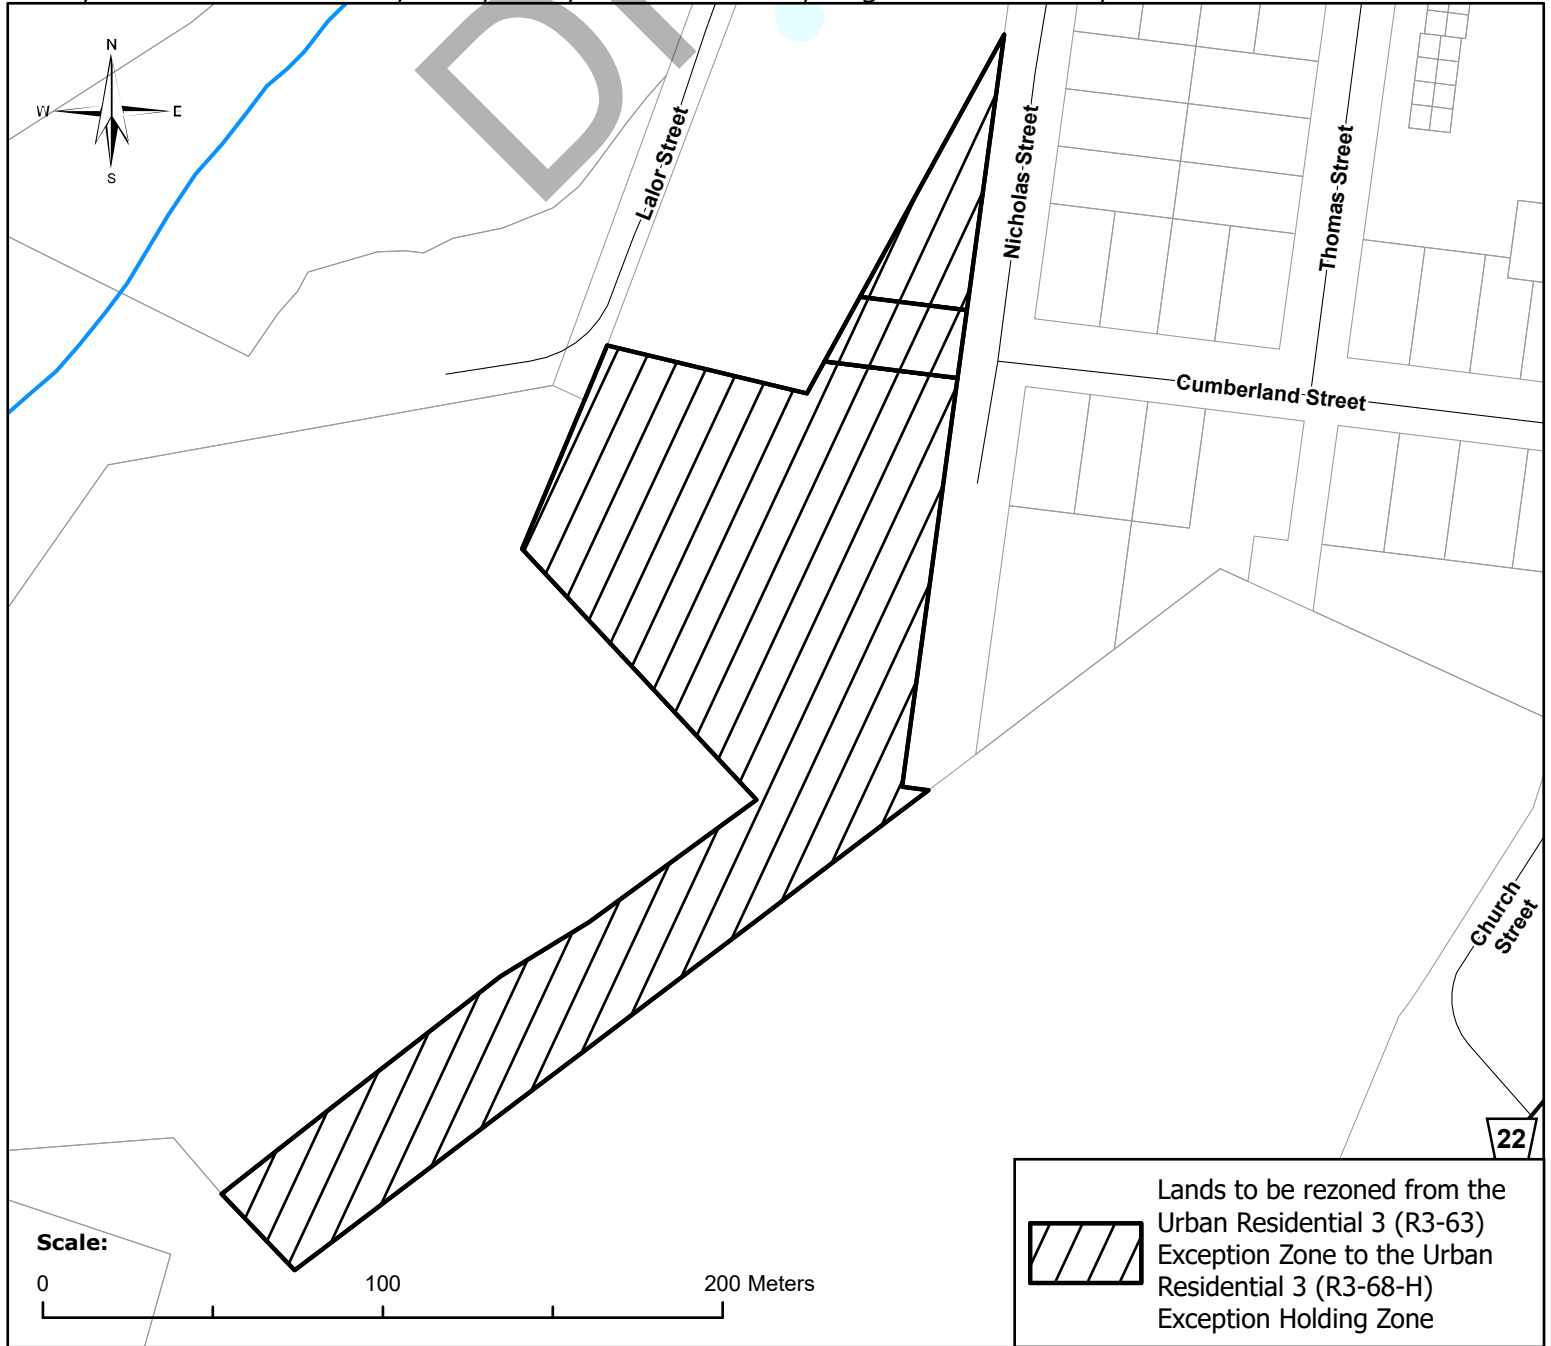 N
W E
S
Lalor Street
Nicholas Street
Thomas Street
Cumberland Street
Church
Street
22
Lands to be rezoned from the
Urban Residential 3 (R3-63)
Exception Zone to the Urban
Residential 3 (R3-68-H)
Exception Holding Zone
Scale:
0 100 200 Meters